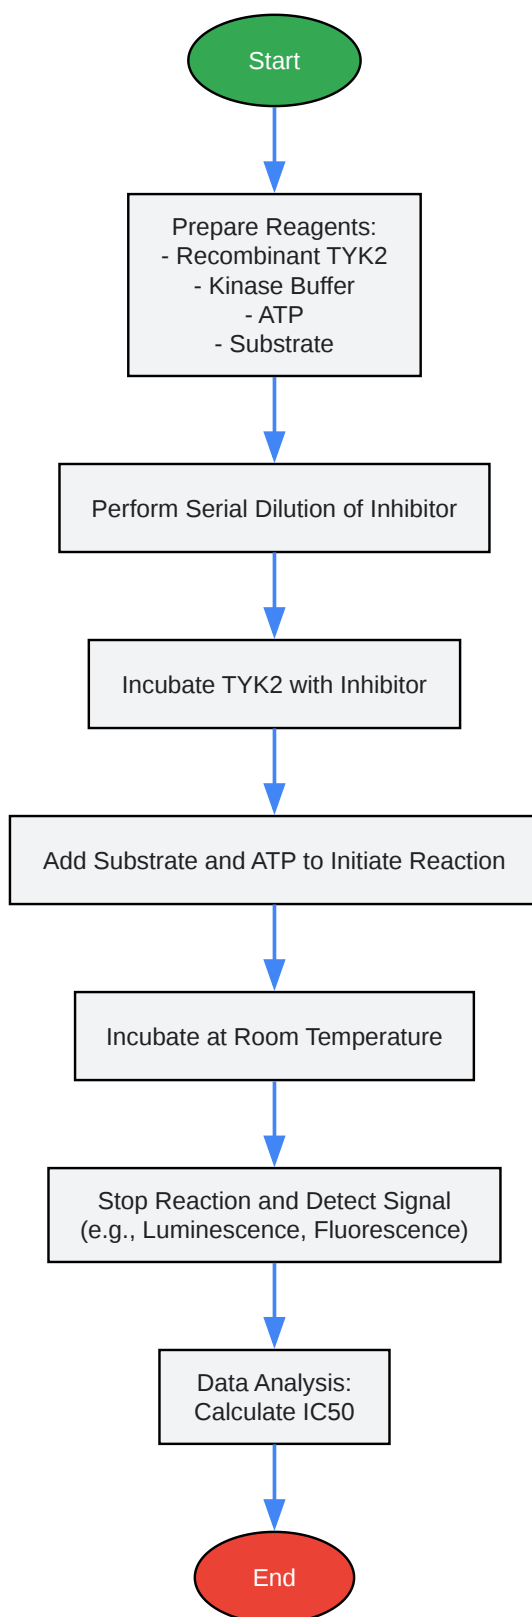 Start
Prepare Reagents:
- Recombinant TYK2
- Kinase Buffer
- ATP
- Substrate
Perform Serial Dilution of Inhibitor
Incubate TYK2 with Inhibitor
Add Substrate and ATP to Initiate Reaction
Incubate at Room Temperature
Stop Reaction and Detect Signal
(e.g., Luminescence, Fluorescence)
Data Analysis:
Calculate IC50
End